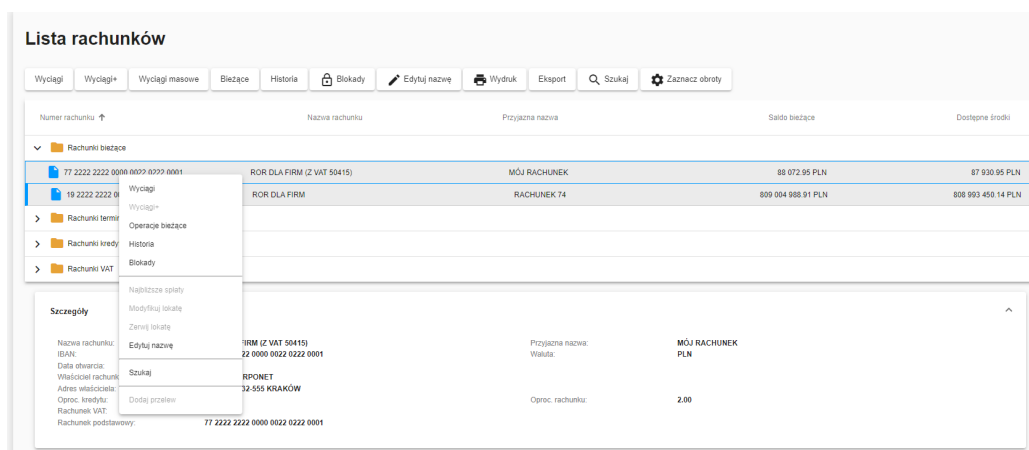 Lista rachunków
Wyciągi Wyciągi+ Wyciągi masowe Bieżące Historia Blokady Edytuj nazwę Wydruk Eksport Szukaj Zaznacz obroty
Numer rachunku Nazwa rachunku Przyjazna nazwa Saldo bieżące Dostępne środki
Rachunki bieżące
77 2222 2222 0000 0022 0222 0001 ROR DLA FIRM (Z VAT 50415) MÓJ RACHUNEK 88 072.95 PLN 87 930.95 PLN
19 2222 2222 ROR DLA FIRM RACHUNEK 74 809 004 988.91 PLN 808 993 450.14 PLN
Rachunki
Rachunki
Rachunki VAT
Wyciągi
Wyciągi+
Operacje bieżące
Historia
Blokady
Najbliższe spłaty
Modyfikuj lokatę
Zerwij lokatę
Edytuj nazwę
Szukaj
Dodaj przelew
Szczegóły
Nazwa rachunku: FIRM (Z VAT 50415) Przyjazna nazwa: MÓJ RACHUNEK
IBAN: 22 0000 0022 0222 0001 Waluta: PLN
Data otwarcia:
Właściciel RPONET
Adres właściciela: 32-555 KRAKÓW
Oproc. kredytu: Oproc. rachunku: 2.00
Rachunek VAT:
Rachunek podstawowy: 77 2222 2222 0000 0022 0222 0001